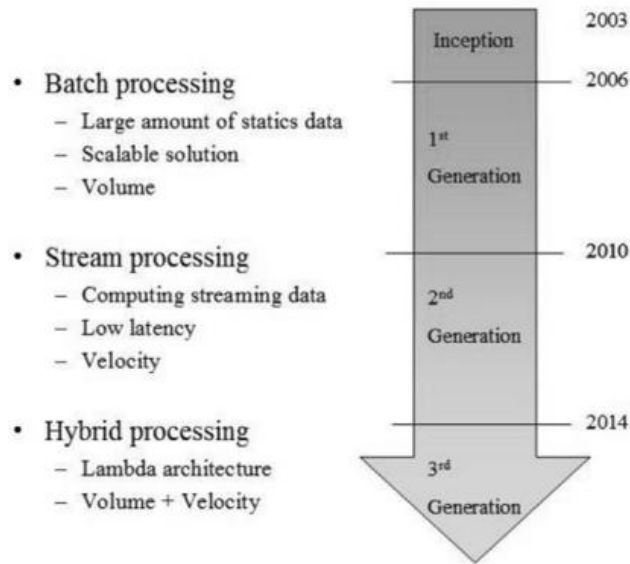 • Batch processing
– Large amount of statics data
– Scalable solution
– Volume
• Stream processing
– Computing streaming data
– Low latency
– Velocity
• Hybrid processing
– Lambda architecture
– Volume + Velocity
Inception
1st
Generation
2nd
Generation
3rd
Generation
2003
2006
2010
2014